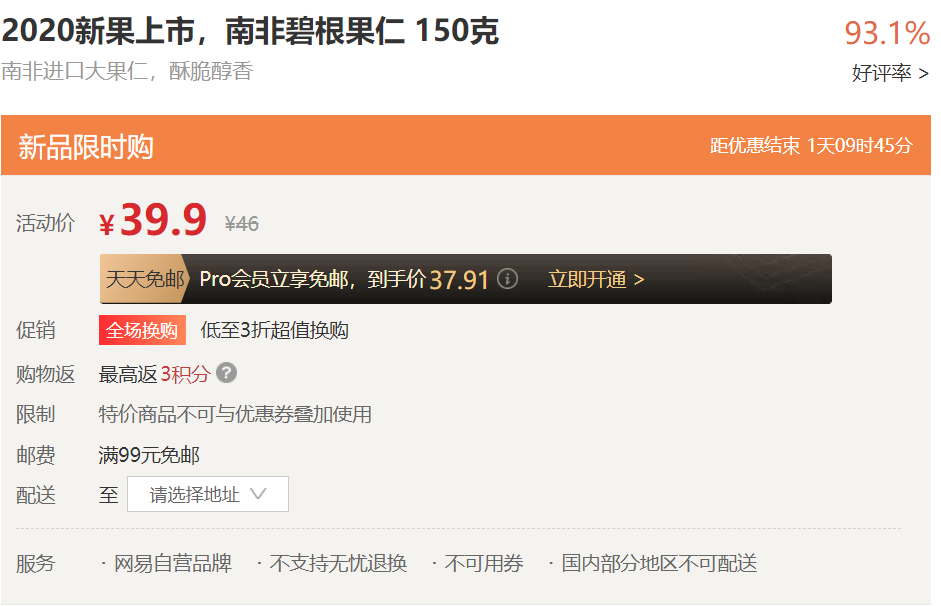 2020新果上市，南非碧根果仁 150克
93.1%
南非进口大果仁，酥脆醇香
好评率 >
新品限时购
距优惠结束 1天09时45分
活动价 ¥39.9 ¥46
天天免邮 Pro会员立享免邮，到手价37.91 立即开通 >
促销 全场换购 低至3折超值换购
购物返 最高返3积分
限制 特价商品不可与优惠券叠加使用
邮费 满99元免邮
配送 至 请选择地址
服务 · 网易自营品牌 · 不支持无忧退换 · 不可用券 · 国内部分地区不可配送